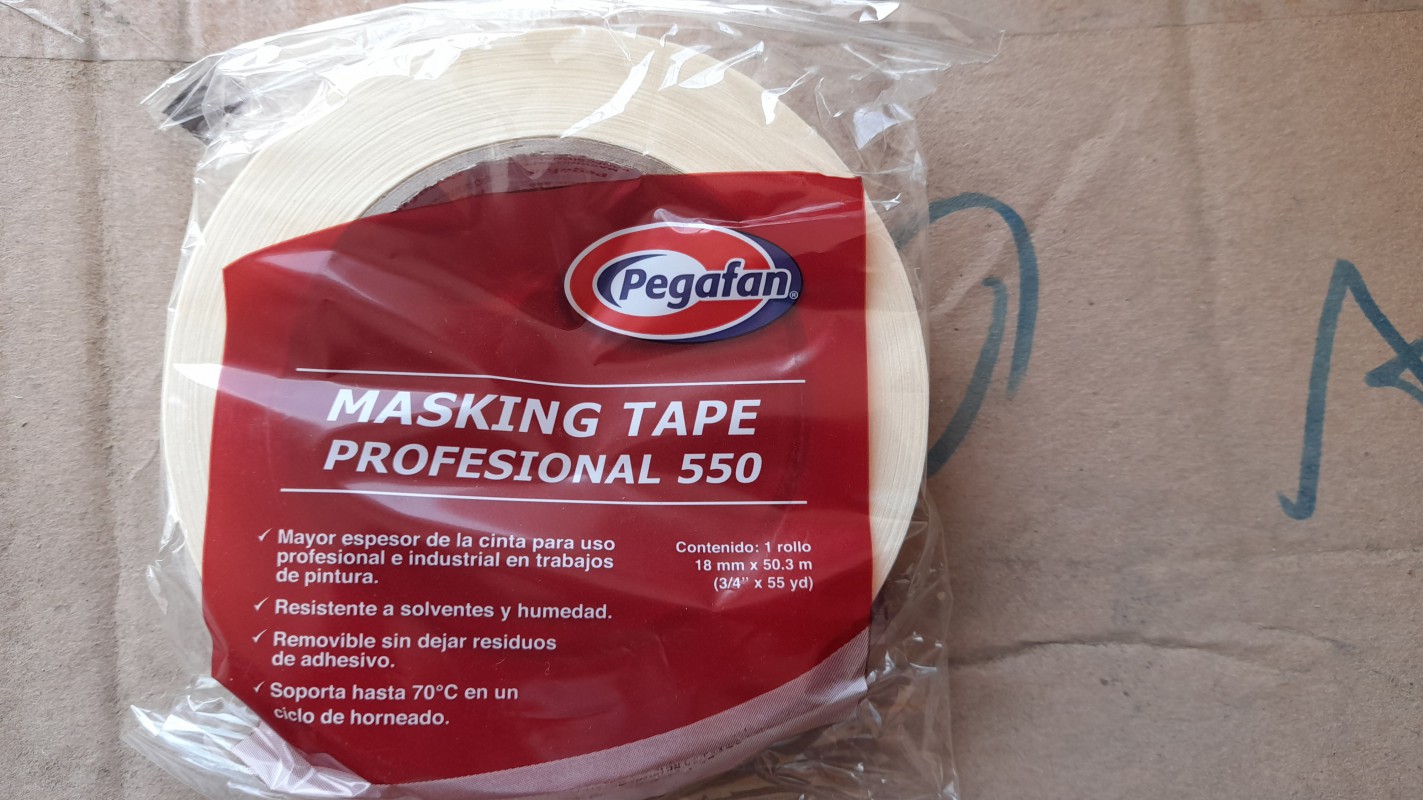 Pegafan®
MASKING TAPE
PROFESIONAL 550
✓ Mayor espesor de la cinta para uso
profesional e industrial en trabajos
de pintura.
✓ Resistente a solventes y humedad.
✓ Removible sin dejar residuos
de adhesivo.
✓ Soporta hasta 70°C en un
ciclo de horneado.
Contenido: 1 rollo
18 mm x 50.3 m
(3/4" x 55 yd)